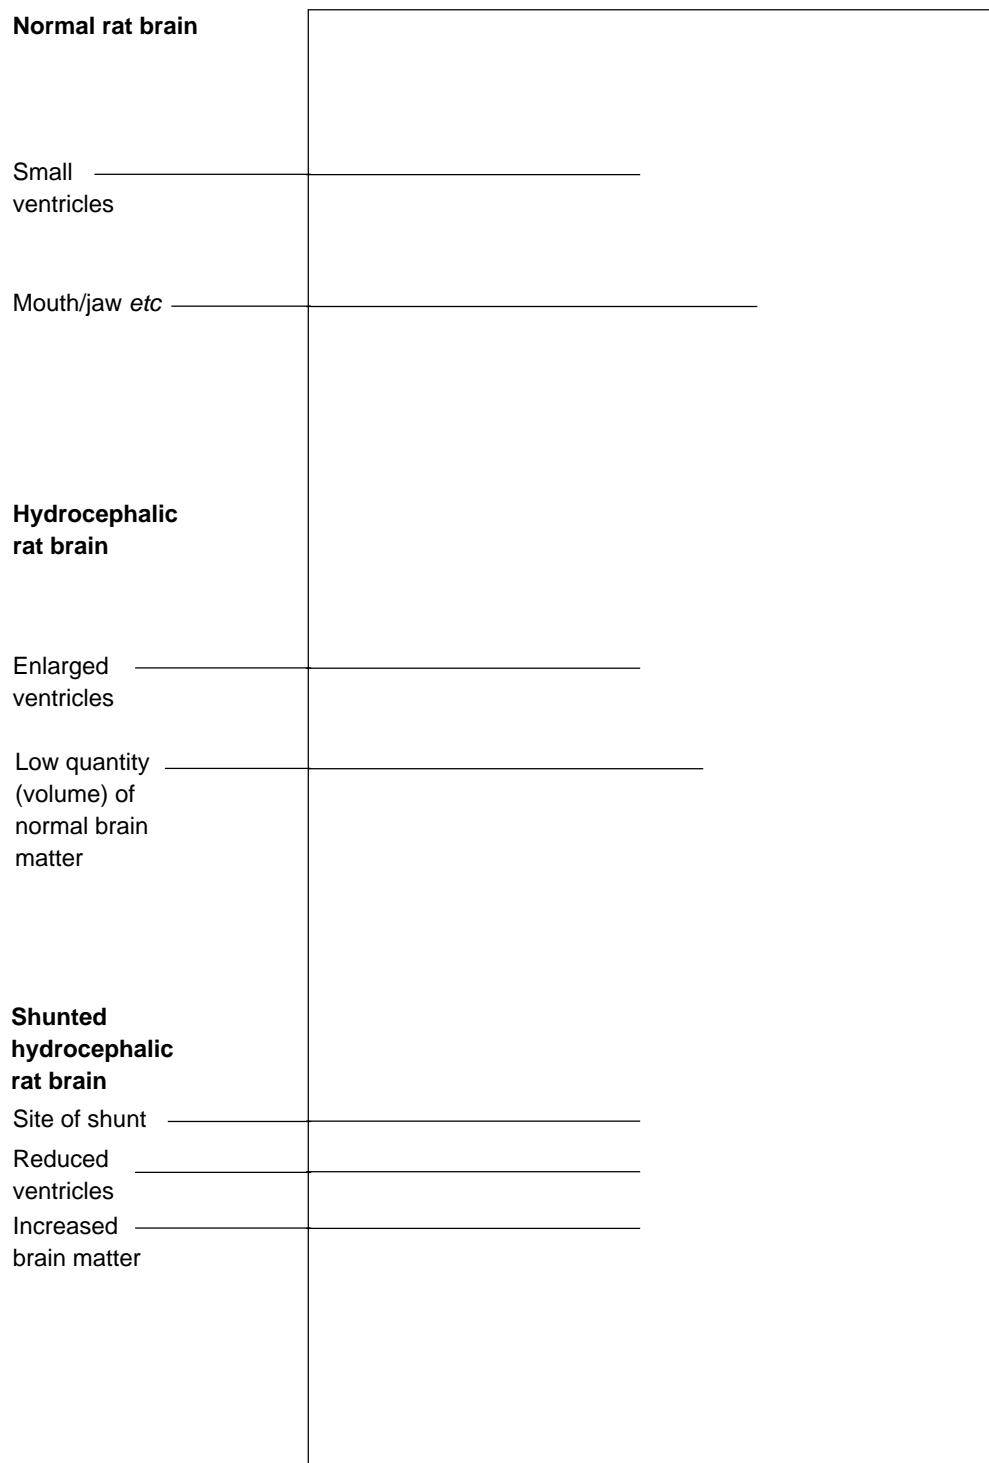 Normal rat brain
Small
ventricles
Mouth/jaw etc
Hydrocephalic
rat brain
Enlarged
ventricles
Low quantity
(volume) of
normal brain
matter
Shunted
hydrocephalic
rat brain
Site of shunt
Reduced
ventricles
Increased
brain matter